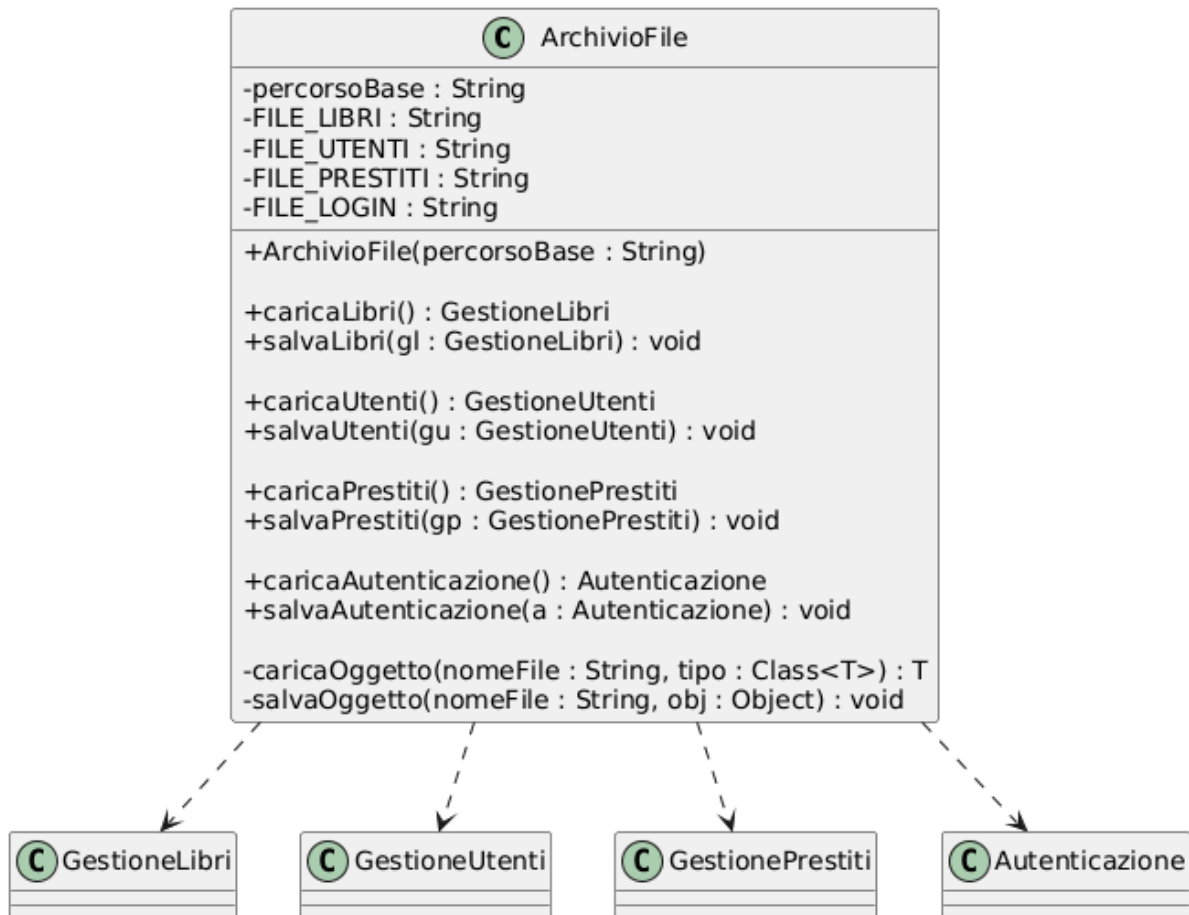 C ArchivioFile
-percorsoBase : String
-FILE_LIBRI : String
-FILE_UTENTI : String
-FILE_PRESTITI : String
-FILE_LOGIN : String
+ArchivioFile(percorsoBase : String)
+caricaLibri() : GestioneLibri
+salvaLibri(gl : GestioneLibri) : void
+caricaUtenti() : GestioneUtenti
+salvaUtenti(gu : GestioneUtenti) : void
+caricaPrestiti() : GestionePrestiti
+salvaPrestiti(gp : GestionePrestiti) : void
+caricaAutenticazione() : Autenticazione
+salvaAutenticazione(a : Autenticazione) : void
-caricaOggetto(nomeFile : String, tipo : Class<T>) : T
-salvaOggetto(nomeFile : String, obj : Object) : void
C GestioneLibri
C GestioneUtenti
C GestionePrestiti
C Autenticazione